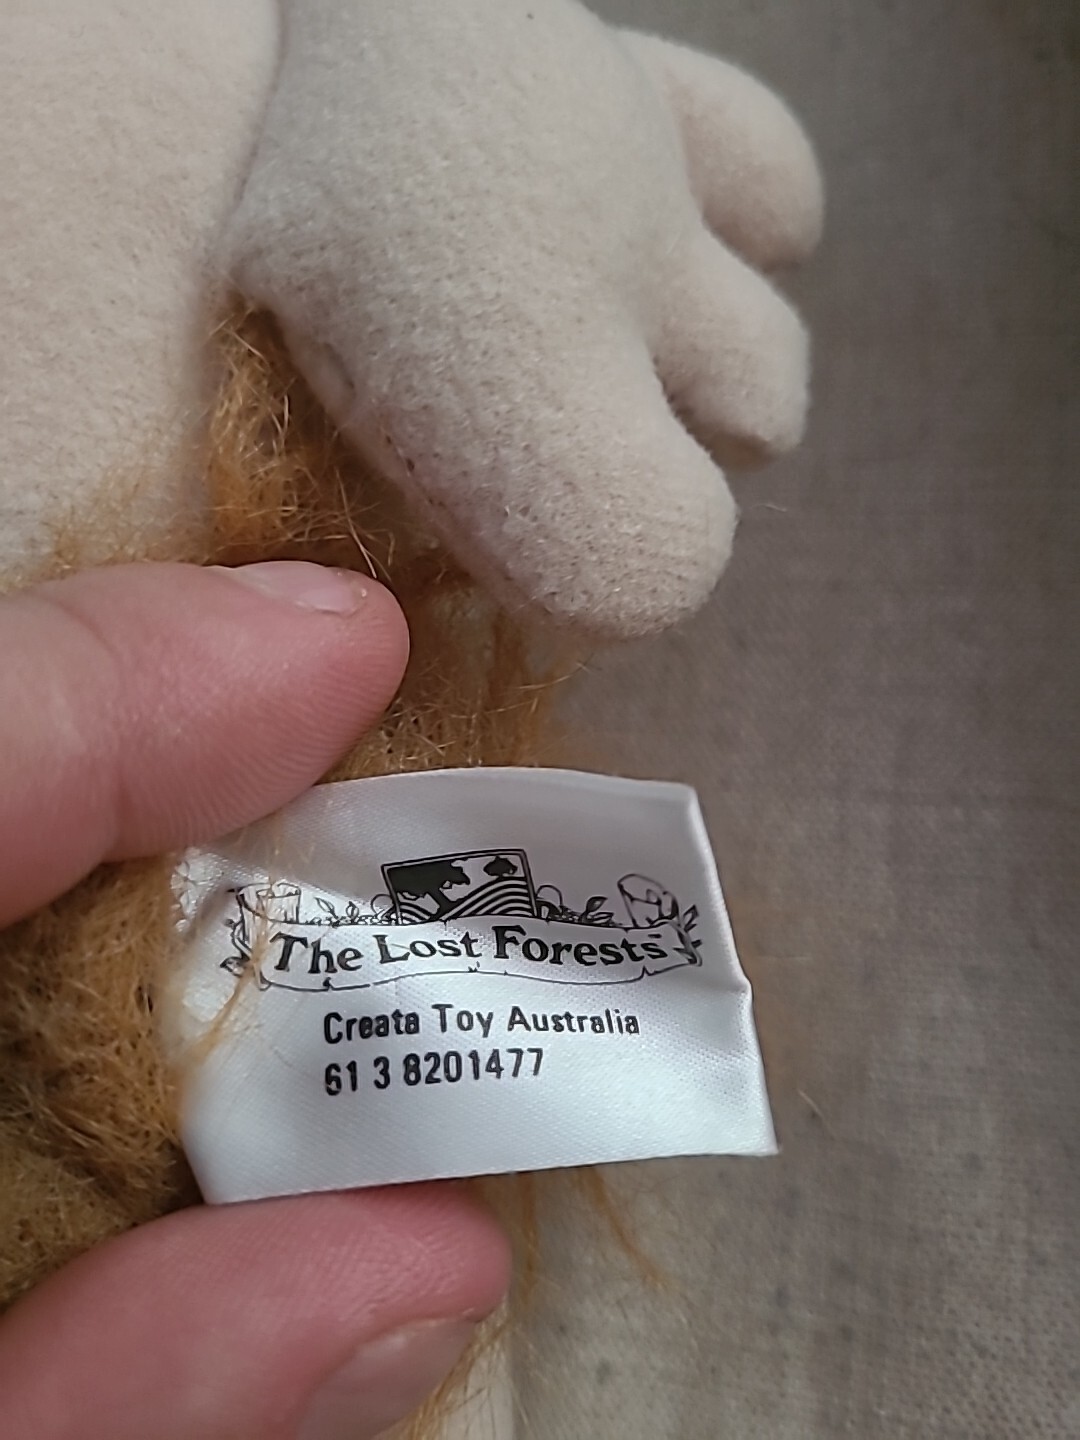 The Lost Forests
Creata Toy Australia
61 3 8201477